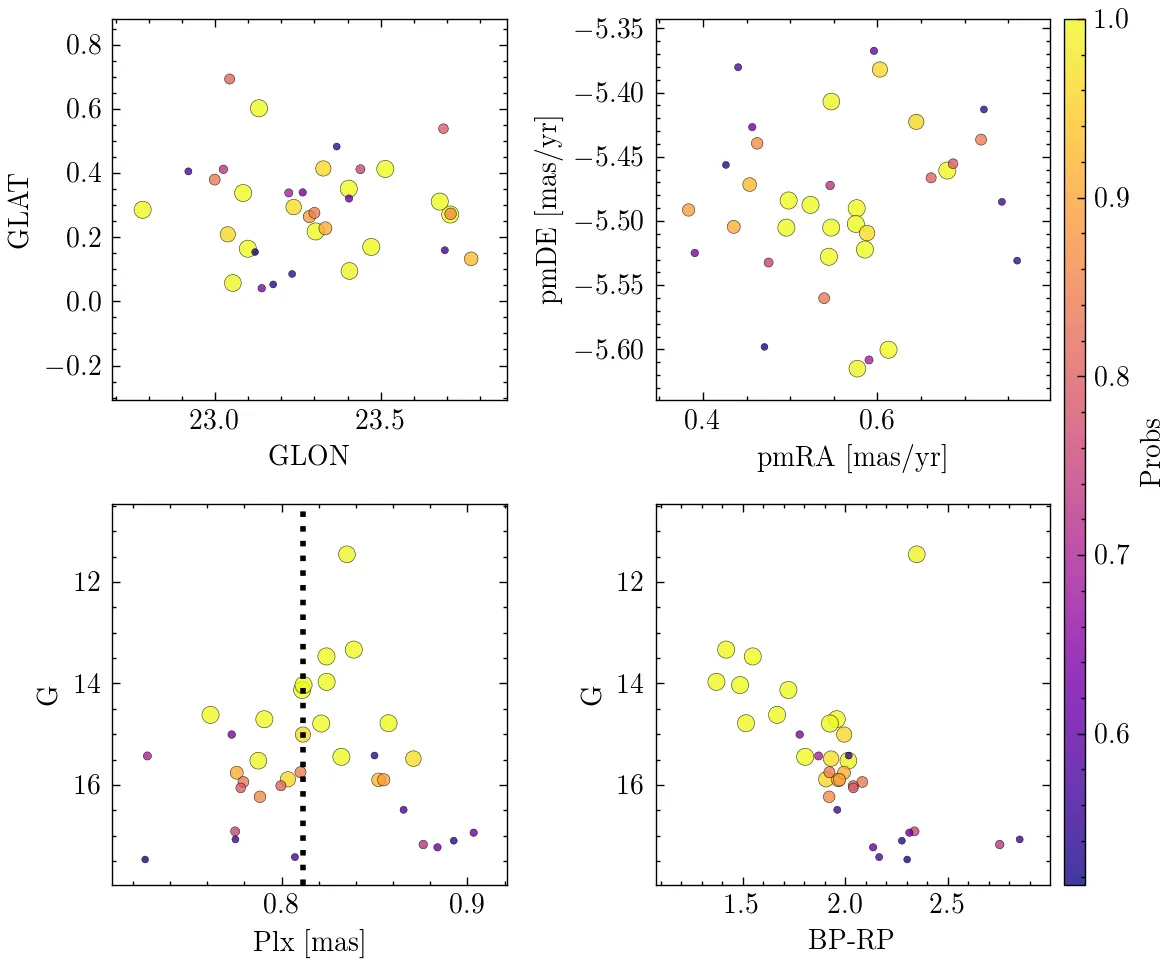 0.8
0.6
0.4
0.2
0.0
−0.2
GLAT
23.0 23.5
GLON
−5.35
−5.40
−5.45
−5.50
−5.55
−5.60
pmDE [mas/yr]
0.4 0.6
pmRA [mas/yr]
12
14
16
G
0.8 0.9
Plx [mas]
12
14
16
G
1.5 2.0 2.5
BP-RP
1.0
0.9
0.8
0.7
0.6
Probs